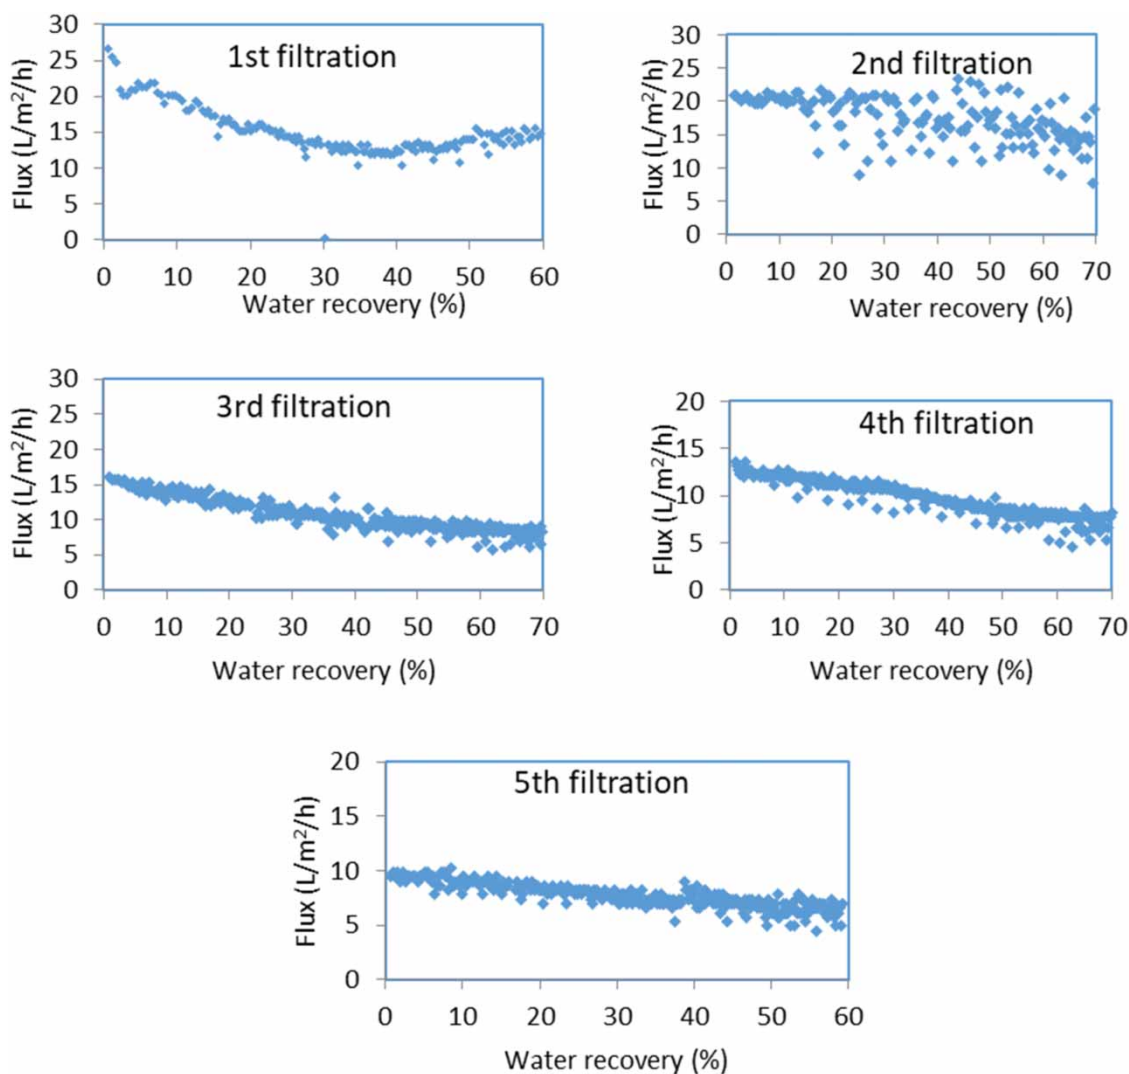 1st filtration
Flux (L/m²/h)
30
25
20
15
10
5
0
0 10 20 30 40 50 60
Water recovery (%)
2nd filtration
Flux (L/m²/h)
30
25
20
15
10
5
0
0 10 20 30 40 50 60 70
Water recovery (%)
3rd filtration
Flux (L/m²/h)
30
25
20
15
10
5
0
0 10 20 30 40 50 60 70
Water recovery (%)
4th filtration
Flux (L/m²/h)
20
15
10
5
0
0 10 20 30 40 50 60 70
Water recovery (%)
5th filtration
Flux (L/m²/h)
20
15
10
5
0
0 10 20 30 40 50 60
Water recovery (%)